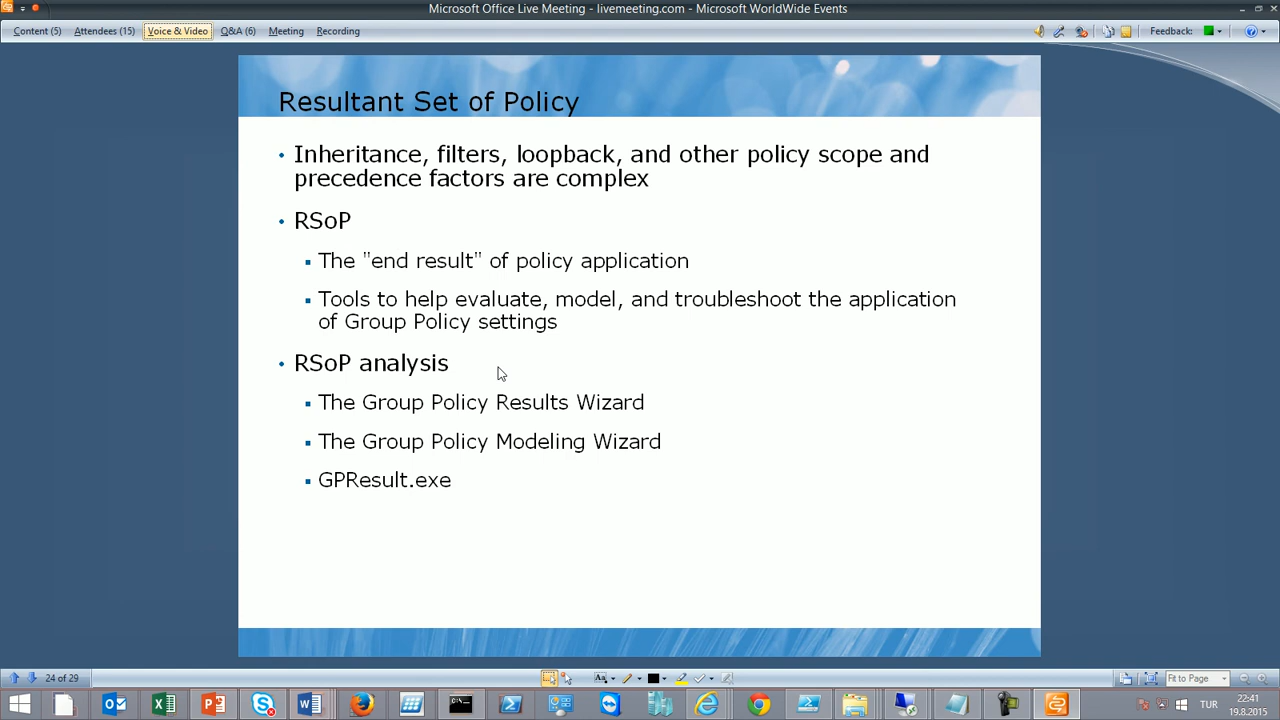 Microsoft Office Live Meeting - livemeeting.com - Microsoft WorldWide Events
Content (5) Attendees (15) Voice & Video Q&A (6) Meeting Recording Feedback:
Resultant Set of Policy
• Inheritance, filters, loopback, and other policy scope and
precedence factors are complex
• RSoP
▪ The "end result" of policy application
▪ Tools to help evaluate, model, and troubleshoot the application
of Group Policy settings
• RSoP analysis
▪ The Group Policy Results Wizard
▪ The Group Policy Modeling Wizard
▪ GPResult.exe
24 of 29 Fit to Page
TUR
22:41
19.8.2015